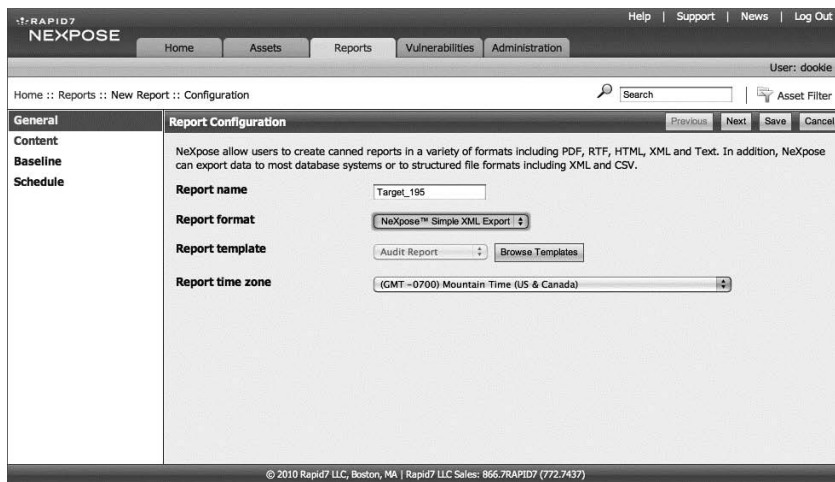 RAPID7
NEXPOSE
Help | Support | News | Log Out
Home Assets Reports Vulnerabilities Administration
User: dookie
Home :: Reports :: New Report :: Configuration
Search
Asset Filter
General
Content
Baseline
Schedule
Report Configuration
Previous Next Save Cancel
NeXpose allow users to create canned reports in a variety of formats including PDF, RTF, HTML, XML and Text. In addition, NeXpose
can export data to most database systems or to structured file formats including XML and CSV.
Report name Target_195
Report format NeXpose™ Simple XML Export
Report template Audit Report Browse Templates
Report time zone (GMT -0700) Mountain Time (US & Canada)
© 2010 Rapid7 LLC, Boston, MA | Rapid7 LLC Sales: 866.7RAPID7 (772.7437)